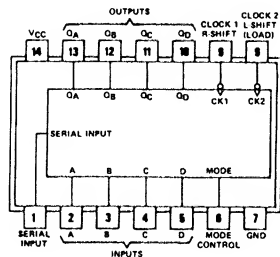 OUTPUTS
CLOCK 1 CLOCK 2
R-SHIFT L SHIFT
(LOAD)
VCC QA QB QC QD
14 13 12 11 10 9 8
QA QB QC QD CK1 CK2
SERIAL INPUT
A B C D MODE
1 2 3 4 5 6 7
SERIAL INPUT A B C D MODE CONTROL GND
INPUTS